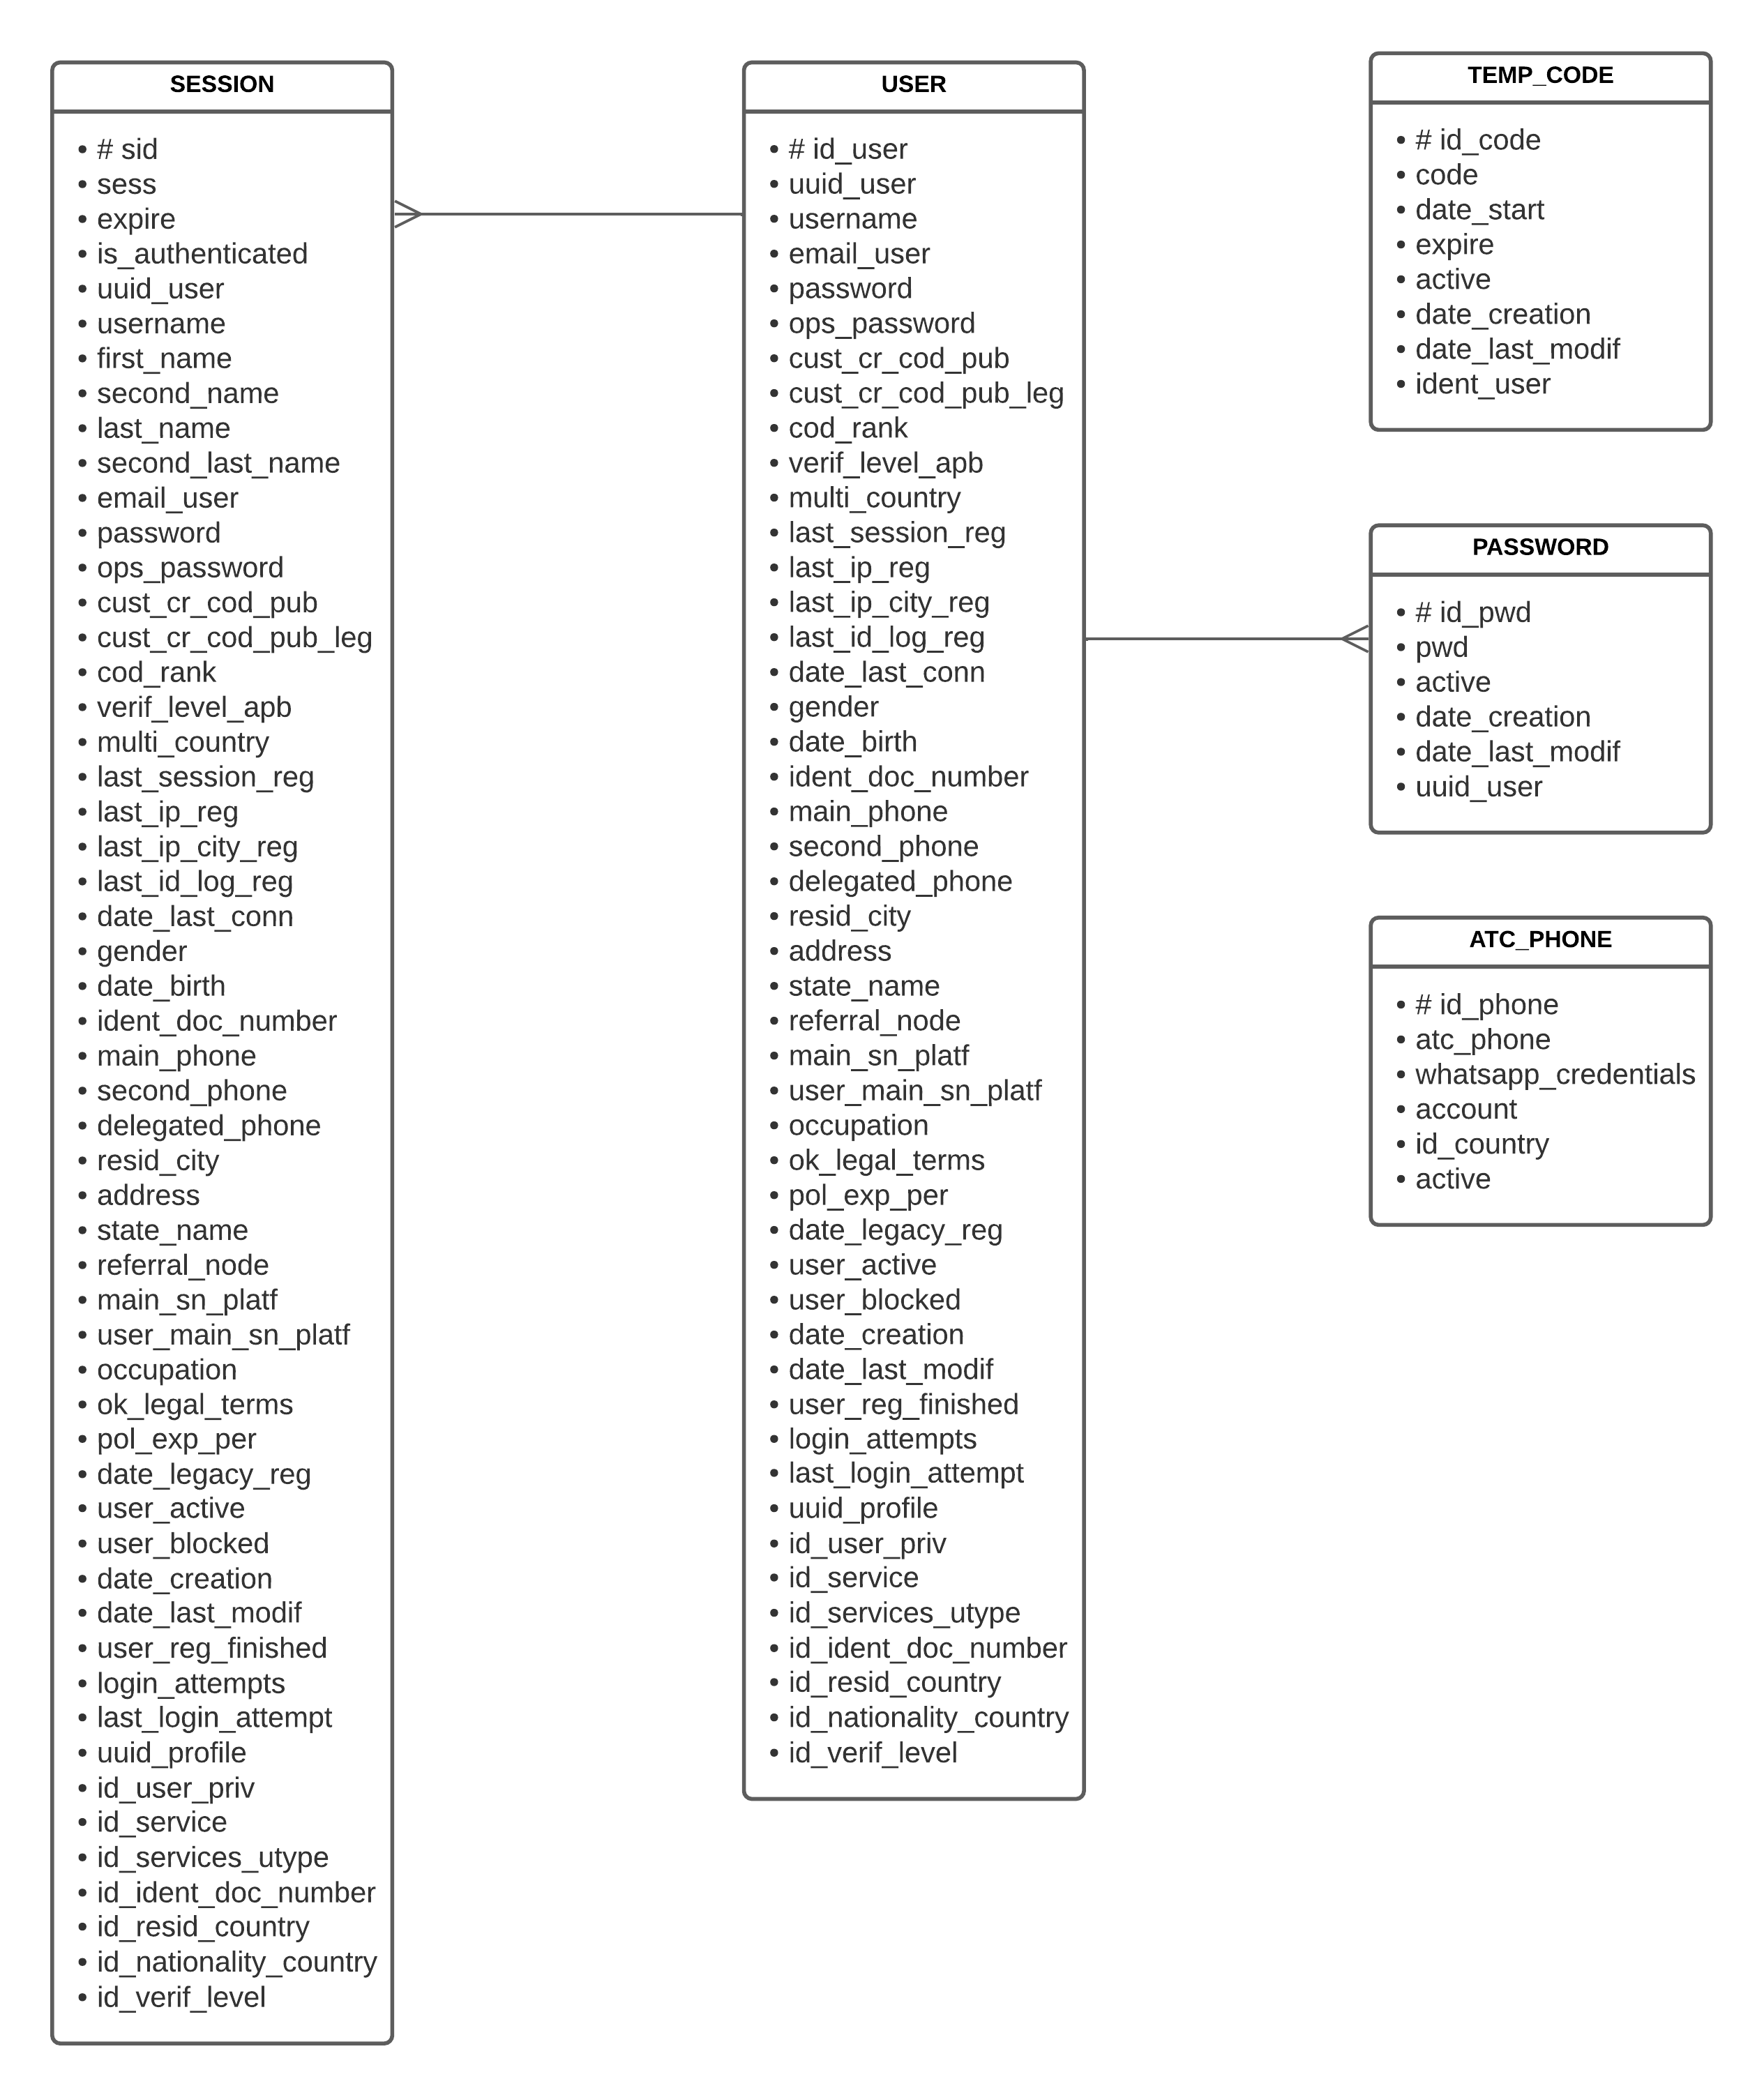 SESSION
• # sid
• sess
• expire
• is_authenticated
• uuid_user
• username
• first_name
• second_name
• last_name
• second_last_name
• email_user
• password
• ops_password
• cust_cr_cod_pub
• cust_cr_cod_pub_leg
• cod_rank
• verif_level_apb
• multi_country
• last_session_reg
• last_ip_reg
• last_ip_city_reg
• last_id_log_reg
• date_last_conn
• gender
• date_birth
• ident_doc_number
• main_phone
• second_phone
• delegated_phone
• resid_city
• address
• state_name
• referral_node
• main_sn_platf
• user_main_sn_platf
• occupation
• ok_legal_terms
• pol_exp_per
• date_legacy_reg
• user_active
• user_blocked
• date_creation
• date_last_modif
• user_reg_finished
• login_attempts
• last_login_attempt
• uuid_profile
• id_user_priv
• id_service
• id_services_utype
• id_ident_doc_number
• id_resid_country
• id_nationality_country
• id_verif_level
USER
• # id_user
• uuid_user
• username
• email_user
• password
• ops_password
• cust_cr_cod_pub
• cust_cr_cod_pub_leg
• cod_rank
• verif_level_apb
• multi_country
• last_session_reg
• last_ip_reg
• last_ip_city_reg
• last_id_log_reg
• date_last_conn
• gender
• date_birth
• ident_doc_number
• main_phone
• second_phone
• delegated_phone
• resid_city
• address
• state_name
• referral_node
• main_sn_platf
• user_main_sn_platf
• occupation
• ok_legal_terms
• pol_exp_per
• date_legacy_reg
• user_active
• user_blocked
• date_creation
• date_last_modif
• user_reg_finished
• login_attempts
• last_login_attempt
• uuid_profile
• id_user_priv
• id_service
• id_services_utype
• id_ident_doc_number
• id_resid_country
• id_nationality_country
• id_verif_level
TEMP_CODE
• # id_code
• code
• date_start
• expire
• active
• date_creation
• date_last_modif
• ident_user
PASSWORD
• # id_pwd
• pwd
• active
• date_creation
• date_last_modif
• uuid_user
ATC_PHONE
• # id_phone
• atc_phone
• whatsapp_credentials
• account
• id_country
• active